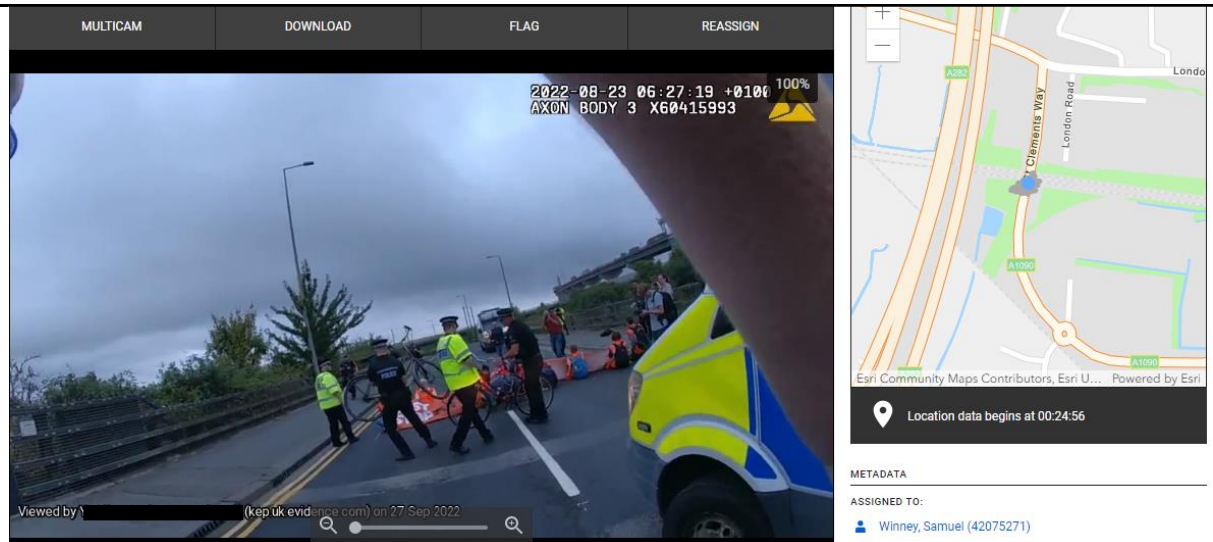 MULTICAM
DOWNLOAD
FLAG
REASSIGN
2022-08-23 06:27:19 +0100
AXON BODY 3 X60415993
100%
POLICE
Viewed by
(kep.uk.evidence.com) on 27 Sep 2022
A282
Londo
London Road
Clements Way
A1090
A1090
Esri Community Maps Contributors, Esri U... Powered by Esri
Location data begins at 00:24:56
METADATA
ASSIGNED TO:
Winney, Samuel (42075271)